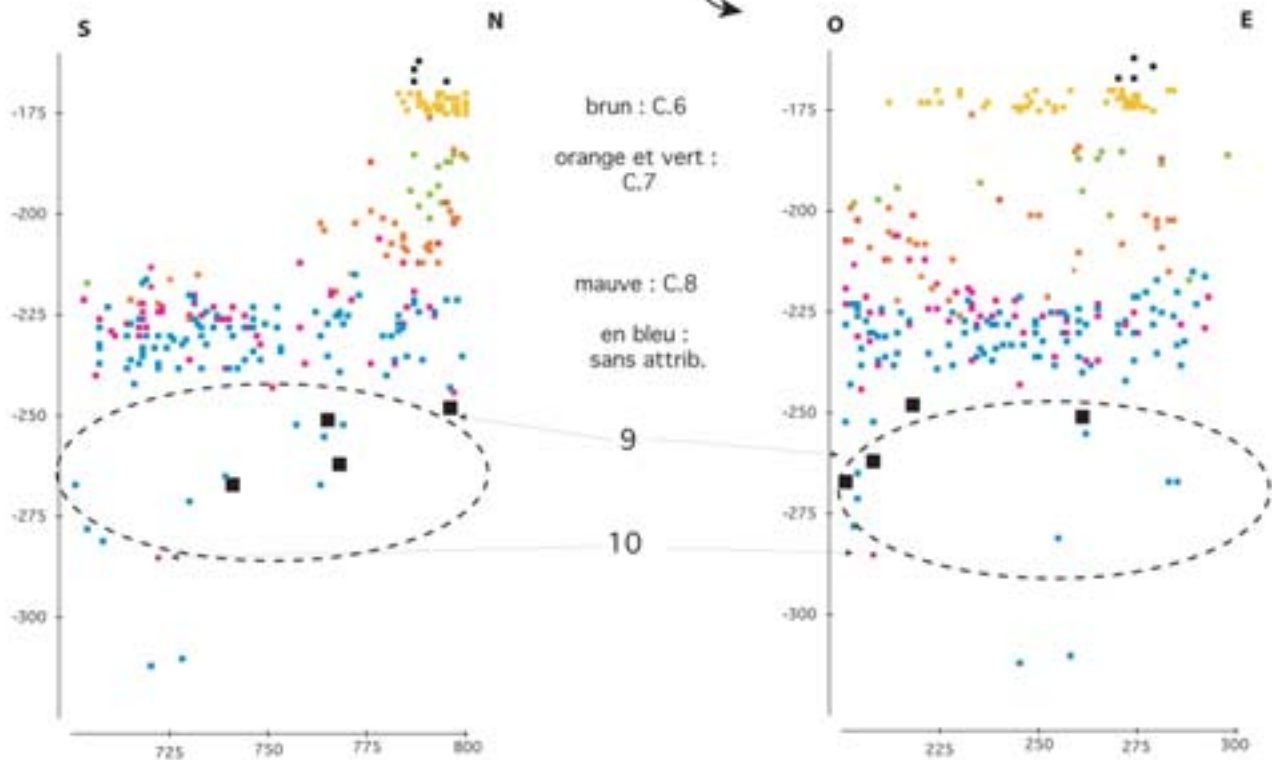 S
N
O
E
-175
-200
-225
-250
-275
-300
725
750
775
800
brun : C.6
orange et vert :
C.7
mauve : C.8
en bleu :
sans attrib.
9
10
-175
-200
-225
-250
-275
-300
225
250
275
300